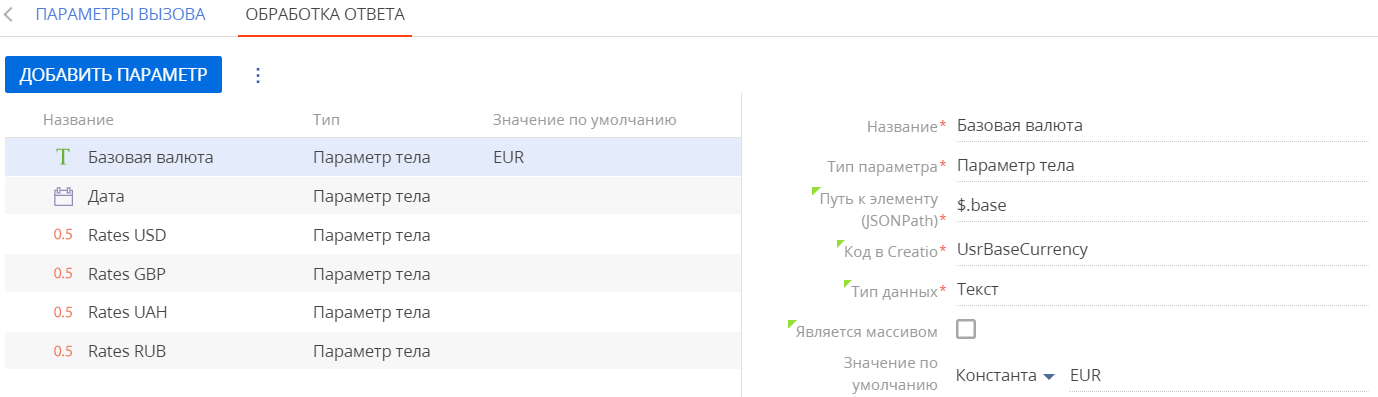 ПАРАМЕТРЫ ВЫЗОВА ОБРАБОТКА ОТВЕТА
ДОБАВИТЬ ПАРАМЕТР
Название Тип Значение по умолчанию
T Базовая валюта Параметр тела EUR
Дата Параметр тела
0.5 Rates USD Параметр тела
0.5 Rates GBP Параметр тела
0.5 Rates UAH Параметр тела
0.5 Rates RUB Параметр тела
Название* Базовая валюта
Тип параметра* Параметр тела
Путь к элементу
(JSONPath)* $.base
Код в Creatio* UsrBaseCurrency
Тип данных* Текст
Является массивом
Значение по
умолчанию Константа EUR